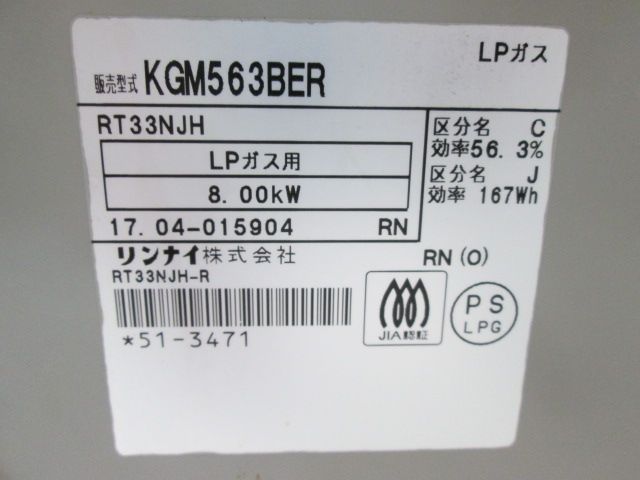 LPガス
販売型式 KGM563BER
RT33NJH
LPガス用
8.00kW
17.04-015904 RN
区分名 C
効率56.3%
区分名 J
効率 167Wh
リンナイ株式会社
RN(O)
RT33NJH-R
*51-3471
JIA認証
PS
LPG